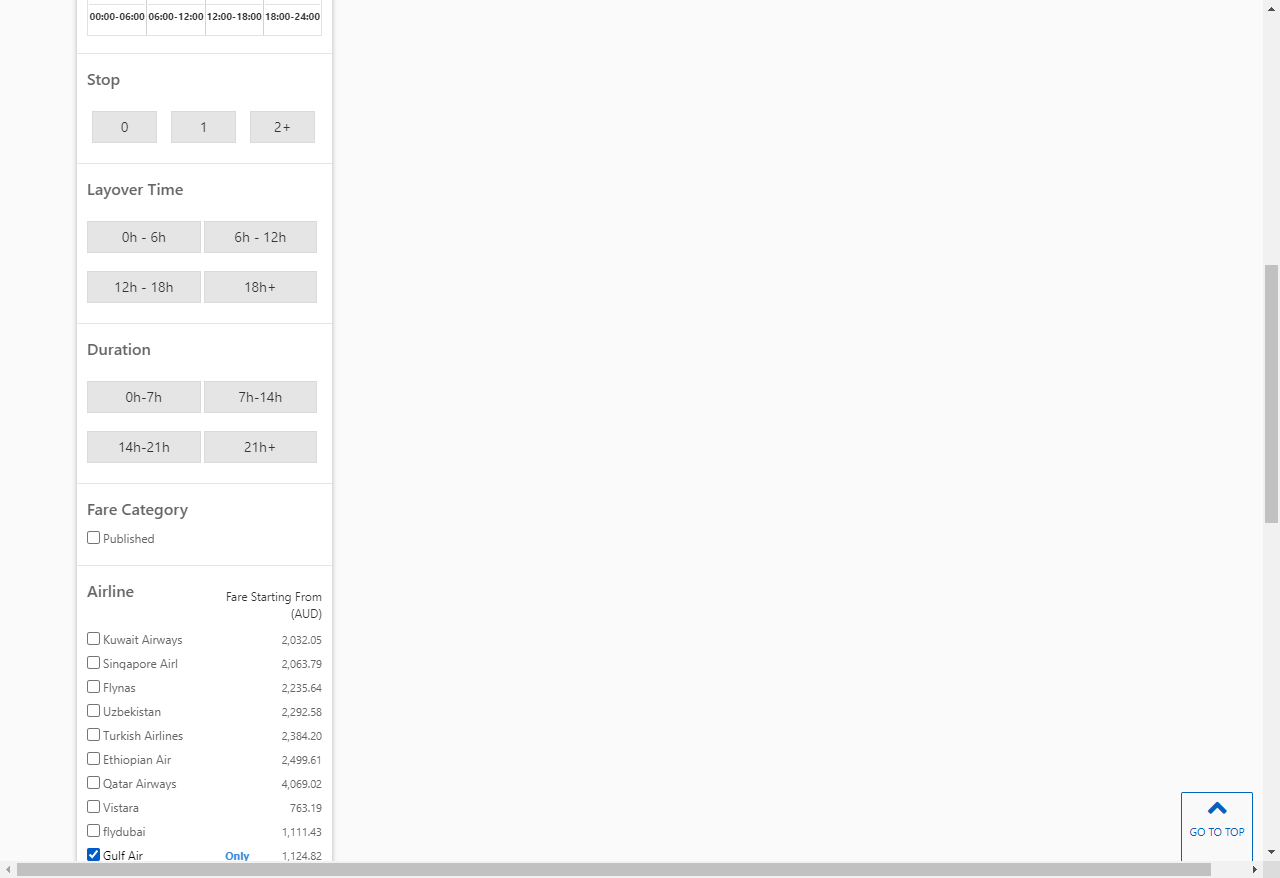 00:00-06:00 06:00-12:00 12:00-18:00 18:00-24:00
Stop
0 1 2+
Layover Time
0h - 6h 6h - 12h
12h - 18h 18h+
Duration
0h-7h 7h-14h
14h-21h 21h+
Fare Category
Published
Airline Fare Starting From
(AUD)
Kuwait Airways 2,032.05
Singapore Airl 2,063.79
Flynas 2,235.64
Uzbekistan 2,292.58
Turkish Airlines 2,384.20
Ethiopian Air 2,499.61
Qatar Airways 4,069.02
Vistara 763.19
flydubai 1,111.43
Gulf Air Only 1,124.82
GO TO TOP